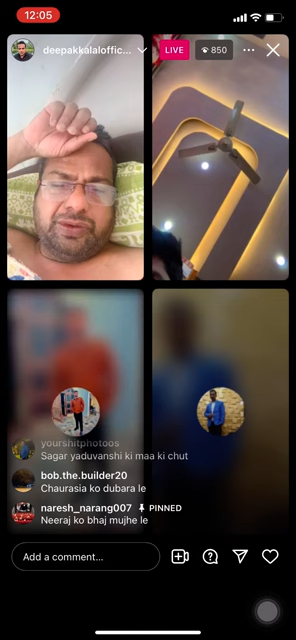 12:05
deepakkalaloffic...
LIVE
850
yourshitphotoos
Sagar yaduvanshi ki maa ki chut
bob.the.builder20
Chaurasia ko dubara le
naresh_narang007 PINNED
Neeraj ko bhaj mujhe le
Add a comment...